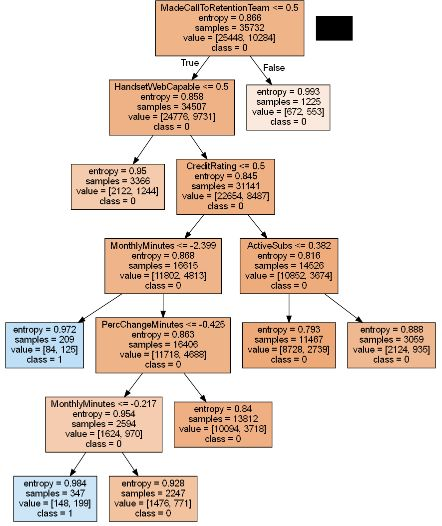 MadeCallToRetentionTeam <= 0.5
entropy = 0.866
samples = 35732
value = [25448, 10284]
class = 0
True
False
HandsetWebCapable <= 0.5
entropy = 0.858
samples = 34507
value = [24776, 9731]
class = 0
entropy = 0.993
samples = 1225
value = [672, 553]
class = 0
entropy = 0.95
samples = 3366
value = [2122, 1244]
class = 0
CreditRating <= 0.5
entropy = 0.845
samples = 31141
value = [22654, 8487]
class = 0
MonthlyMinutes <= -2.399
entropy = 0.868
samples = 16615
value = [11802, 4813]
class = 0
ActiveSubs <= 0.382
entropy = 0.816
samples = 14526
value = [10852, 3674]
class = 0
entropy = 0.972
samples = 209
value = [84, 125]
class = 1
PercChangeMinutes <= -0.425
entropy = 0.863
samples = 16406
value = [11718, 4688]
class = 0
entropy = 0.793
samples = 11467
value = [8728, 2739]
class = 0
entropy = 0.888
samples = 3059
value = [2124, 935]
class = 0
MonthlyMinutes <= -0.217
entropy = 0.954
samples = 2594
value = [1624, 970]
class = 0
entropy = 0.84
samples = 13812
value = [10094, 3718]
class = 0
entropy = 0.984
samples = 347
value = [148, 199]
class = 1
entropy = 0.928
samples = 2247
value = [1476, 771]
class = 0